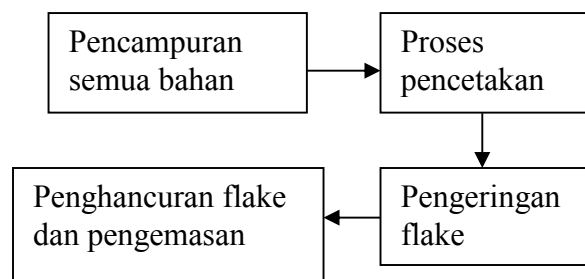 Pencampuran
semua bahan
Proses
pencetakan
Pengeringan
flake
Penghancuran flake
dan pengemasan